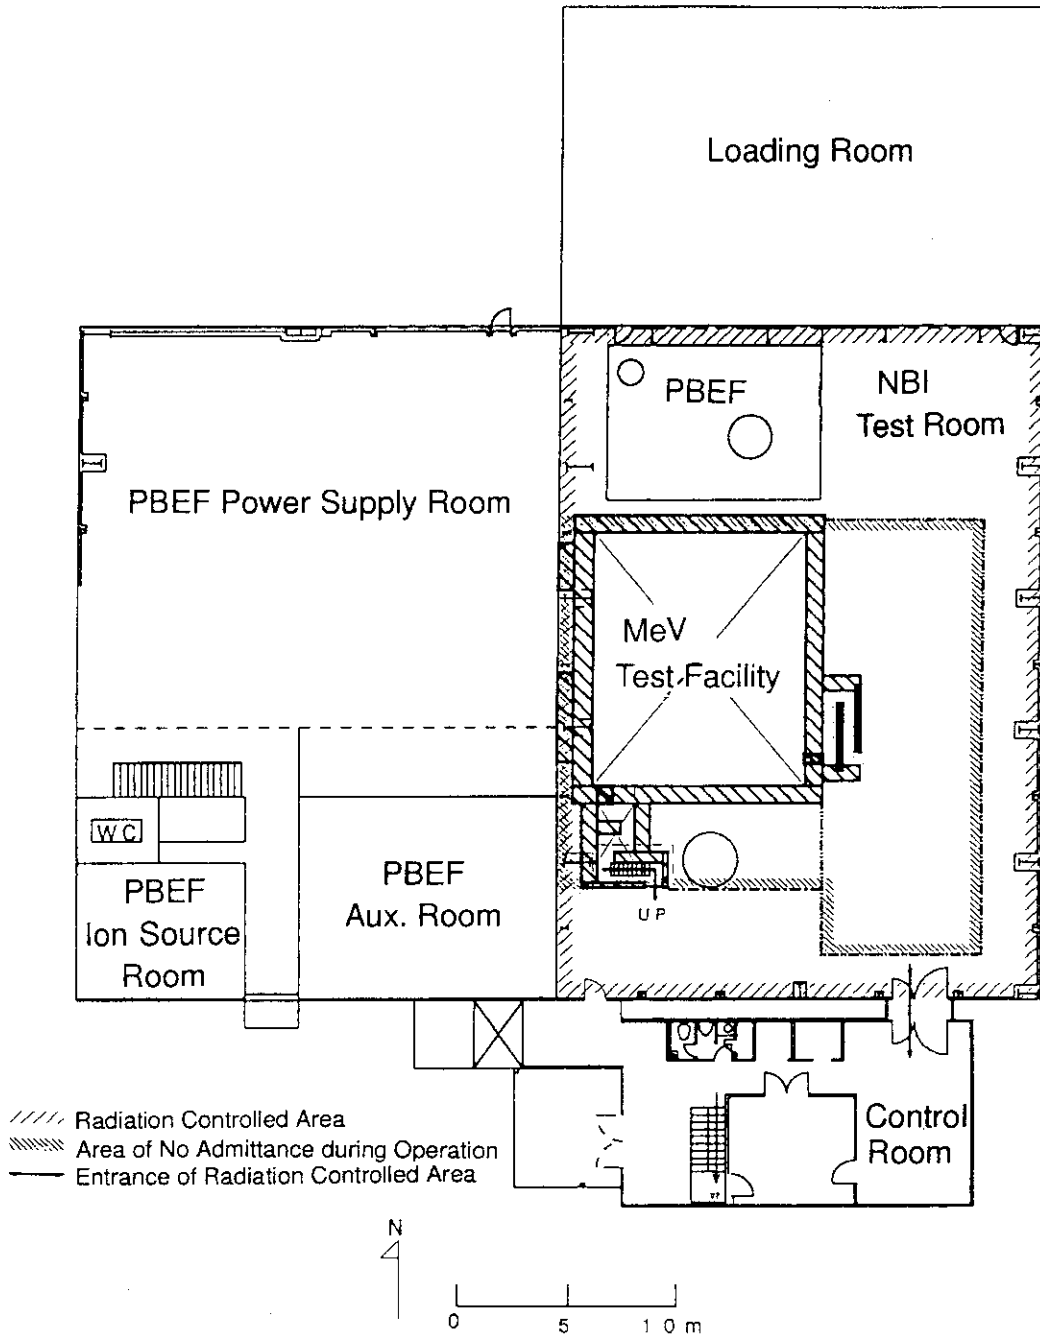 Loading Room
PBEF
NBI
Test Room
PBEF Power Supply Room
MeV
Test Facility
WC
PBEF
Ion Source
Room
PBEF
Aux. Room
UP
Control
Room
Radiation Controlled Area
Area of No Admittance during Operation
Entrance of Radiation Controlled Area
N
0 5 10m